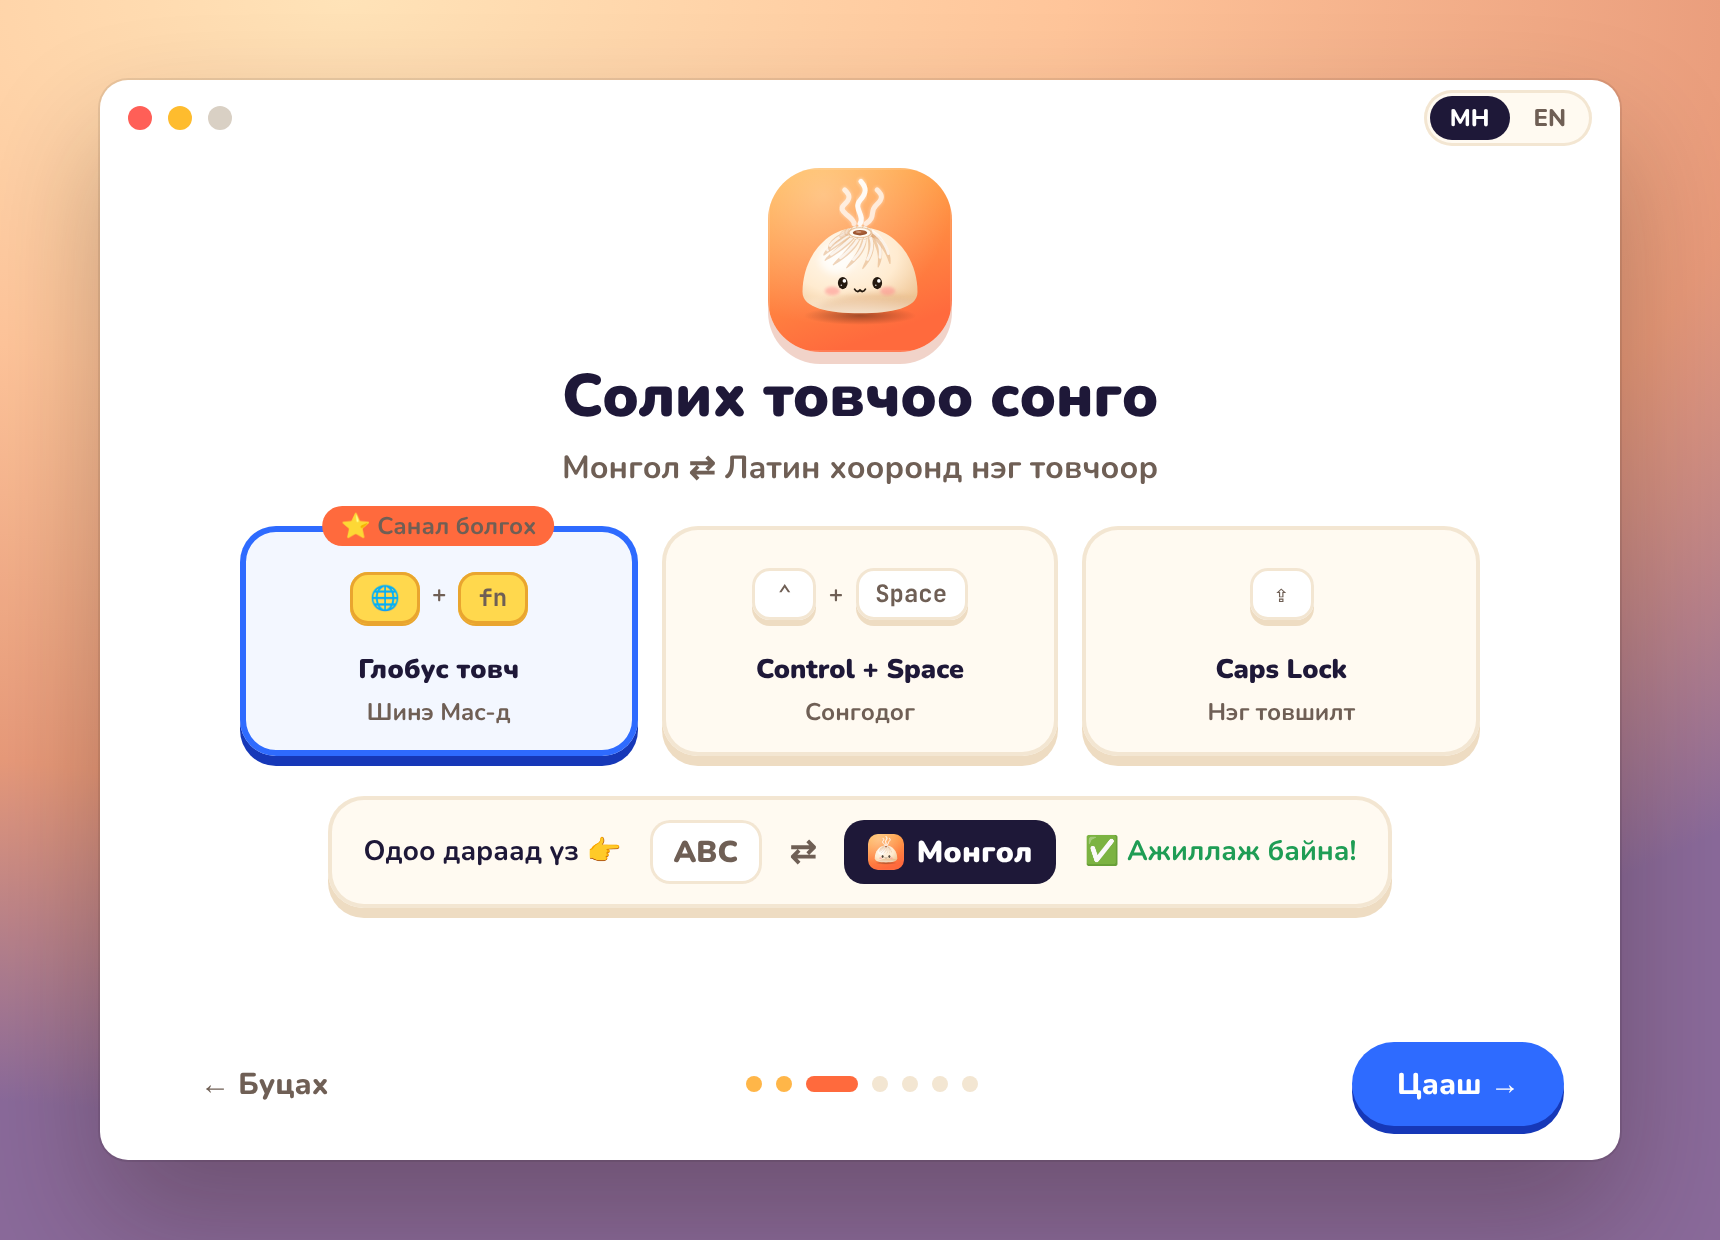 МН EN
Солих товчоо сонго
Монгол ⇄ Латин хооронд нэг товчоор
⭐ Санал болгох
🌐 + fn
Глобус товч
Шинэ Mac-д
^ + Space
Control + Space
Сонгодог
⇪
Caps Lock
Нэг товшилт
Одоо дараад үз 👉 ABC ⇄ Монгол ✅ Ажиллаж байна!
← Буцах
Цааш →